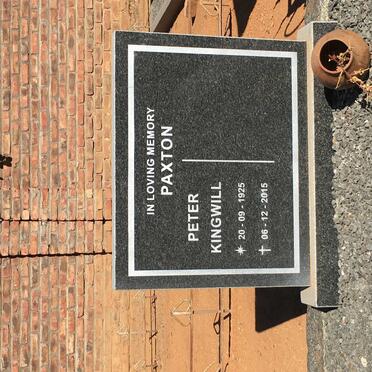 IN LOVING MEMORY
PAXTON
PETER
KINGWILL
✴ 20 - 09 - 1925
✝ 06 - 12 - 2015